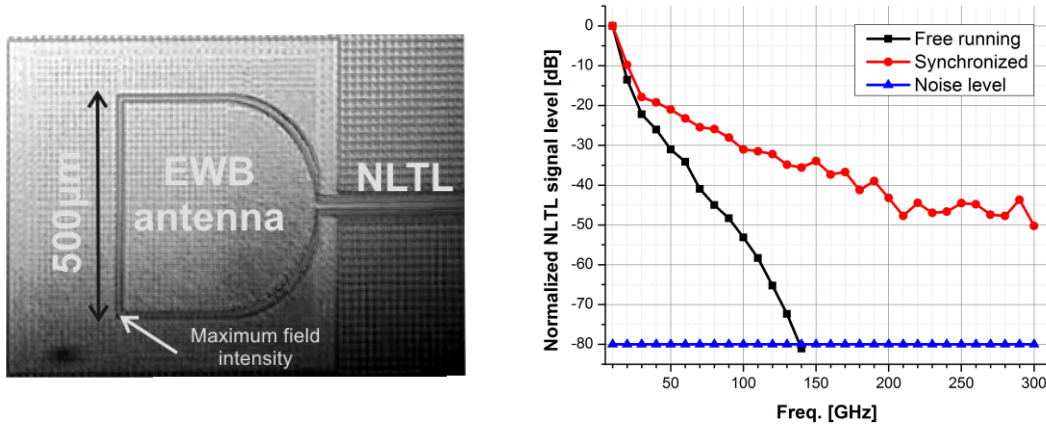 500µm
EWB
antenna
NLTL
Maximum field
intensity
Normalized NLTL signal level [dB]
0
-10
-20
-30
-40
-50
-60
-70
-80
Free running
Synchronized
Noise level
50 100 150 200 250 300
Freq. [GHz]